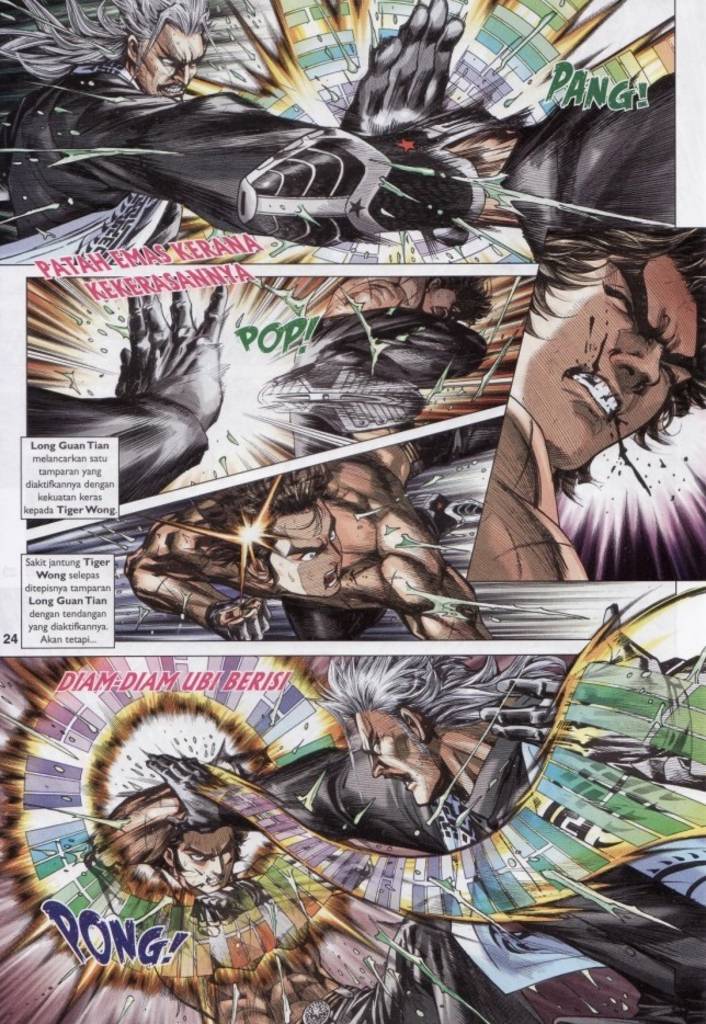 PANG!
PATAH EMAS KERANA
KEKERASANNYA
POP!
Long Guan Tian
melancarkan satu
tamparan yang
diaktifkannya dengan
kekuatan keras
kepada Tiger Wong.
Sakit jantung Tiger
Wong selepas
ditepisnya tamparan
Long Guan Tian
dengan tendangan
yang diaktifkannya.
Akan tetapi...
24
DIAM-DIAM UBI BERISI
PONG!